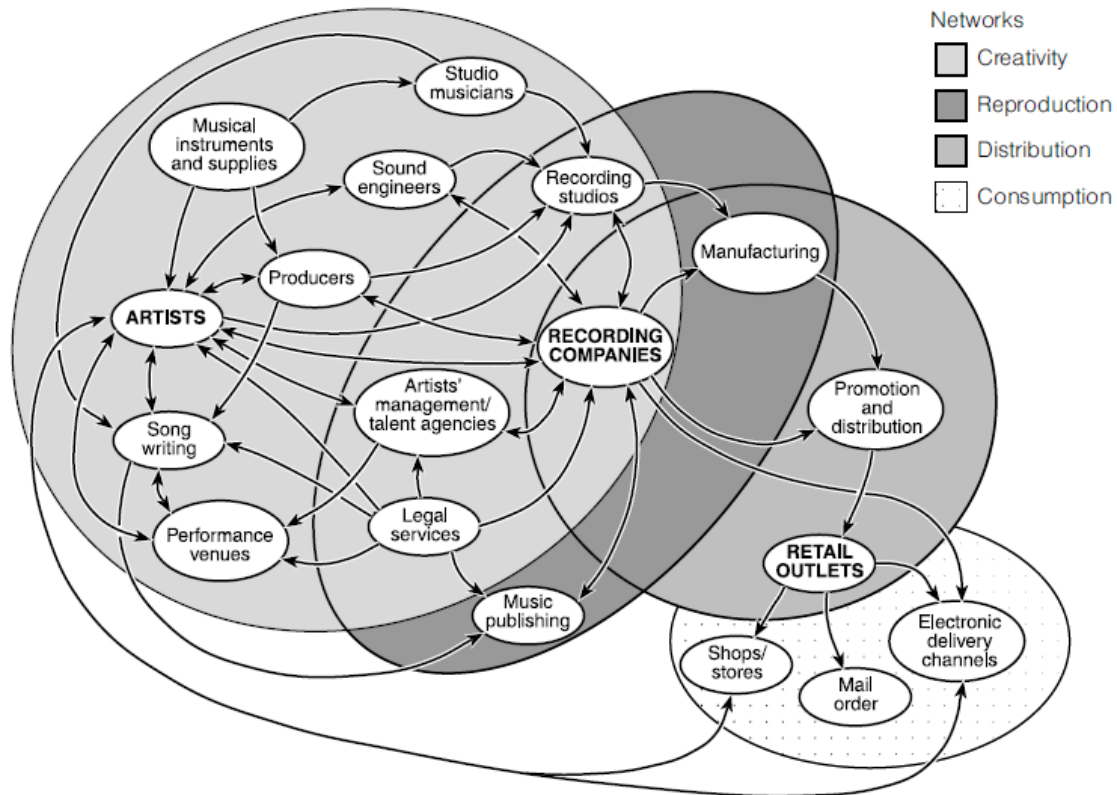 Networks
Creativity
Reproduction
Distribution
Consumption
Studio
musicians
Musical
instruments
and supplies
Sound
engineers
Recording
studios
Manufacturing
Producers
ARTISTS
RECORDING
COMPANIES
Artists'
management/
talent agencies
Promotion
and
distribution
Song
writing
Legal
services
Performance
venues
RETAIL
OUTLETS
Music
publishing
Electronic
delivery
channels
Shops/
stores
Mail
order